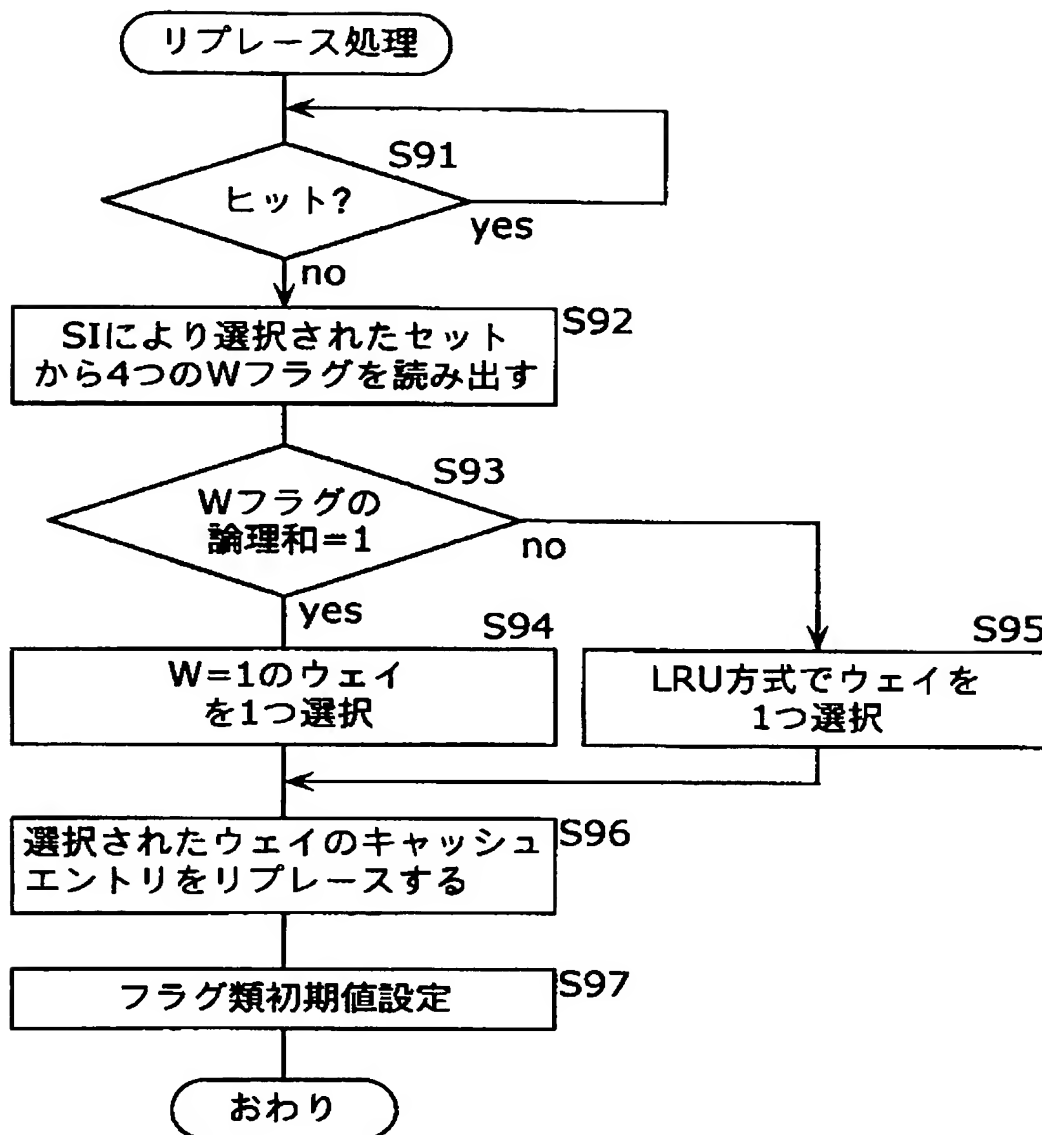 リプレース処理
S91
ヒット?
yes
no
S92
SIにより選択されたセット
から4つのWフラグを読み出す
S93
Wフラグの
論理和=1
no
yes
S94
W=1のウェイ
を1つ選択
S95
LRU方式でウェイを
1つ選択
S96
選択されたウェイのキャッシュ
エントリをリプレースする
S97
フラグ類初期値設定
おわり